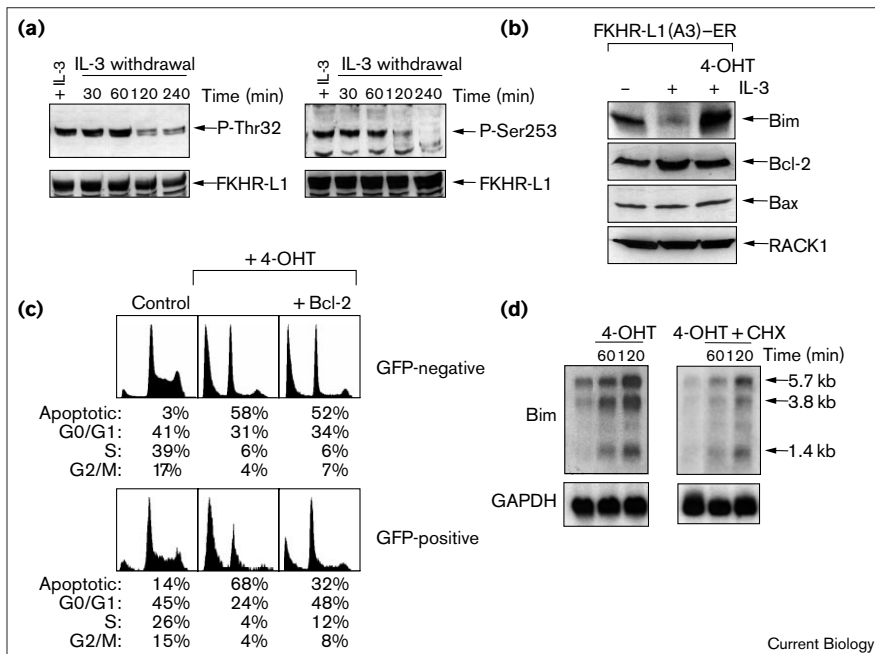 (a)
+ IL-3
IL-3 withdrawal
30 60 120 240 Time (min)
P-Thr32
FKHR-L1
+ IL-3
IL-3 withdrawal
30 60 120 240 Time (min)
P-Ser253
FKHR-L1
(b)
FKHR-L1(A3)–ER
4-OHT
– + + IL-3
Bim
Bcl-2
Bax
RACK1
(c)
+ 4-OHT
Control + Bcl-2
GFP-negative
Apoptotic: 3% 58% 52%
G0/G1: 41% 31% 34%
S: 39% 6% 6%
G2/M: 17% 4% 7%
GFP-positive
Apoptotic: 14% 68% 32%
G0/G1: 45% 24% 48%
S: 26% 4% 12%
G2/M: 15% 4% 8%
(d)
4-OHT 4-OHT + CHX
60 120 60 120 Time (min)
Bim
5.7 kb
3.8 kb
1.4 kb
GAPDH
Current Biology